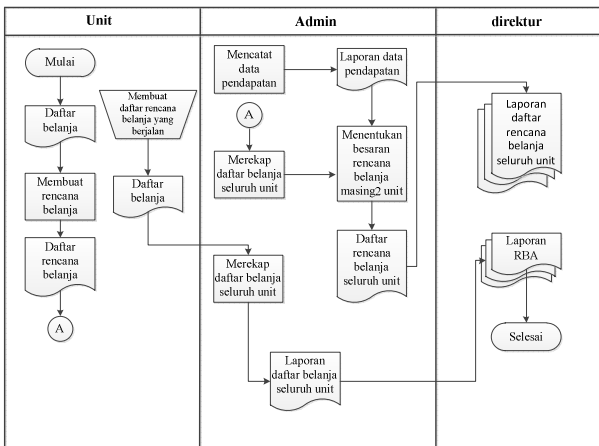 Unit
Admin
direktur
Mulai
Daftar
belanja
Membuat
rencana
belanja
Daftar
rencana
belanja
A
Membuat
daftar rencana
belanja yang
berjalan
Daftar
belanja
Mencatat
data
pendapatan
Laporan data
pendapatan
A
Merekap
daftar belanja
seluruh unit
Menentukan
besaran
rencana
belanja
masing2 unit
Merekap
daftar belanja
seluruh unit
Daftar
rencana
belanja
seluruh unit
Laporan
daftar belanja
seluruh unit
Laporan
daftar
rencana
belanja
seluruh unit
Laporan
RBA
Selesai